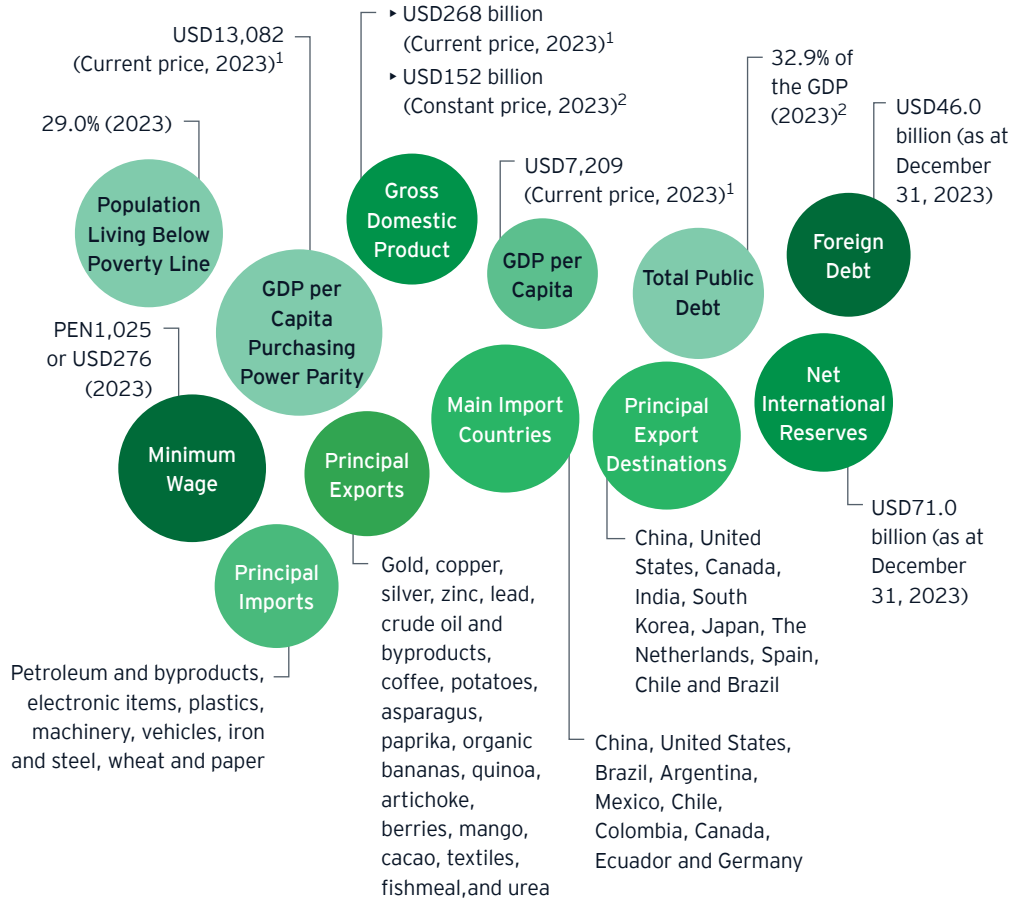 USD13,082
(Current price, 2023)1
▸ USD268 billion
(Current price, 2023)1
▸ USD152 billion
(Constant price, 2023)2
32.9% of
the GDP
(2023)2
USD46.0
billion (as at
December
31, 2023)
29.0% (2023)
USD7,209
(Current price, 2023)1
Population
Living Below
Poverty Line
GDP per
Capita
Purchasing
Power Parity
Gross
Domestic
Product
GDP per
Capita
Total Public
Debt
Foreign
Debt
PEN1,025
or USD276
(2023)
Minimum
Wage
Principal
Exports
Main Import
Countries
Principal
Export
Destinations
Net
International
Reserves
USD71.0
billion (as at
December
31, 2023)
Principal
Imports
Petroleum and byproducts,
electronic items, plastics,
machinery, vehicles, iron
and steel, wheat and paper
Gold, copper,
silver, zinc, lead,
crude oil and
byproducts,
coffee, potatoes,
asparagus,
paprika, organic
bananas, quinoa,
artichoke,
berries, mango,
cacao, textiles,
fishmeal,and urea
China, United
States, Canada,
India, South
Korea, Japan, The
Netherlands, Spain,
Chile and Brazil
China, United States,
Brazil, Argentina,
Mexico, Chile,
Colombia, Canada,
Ecuador and Germany